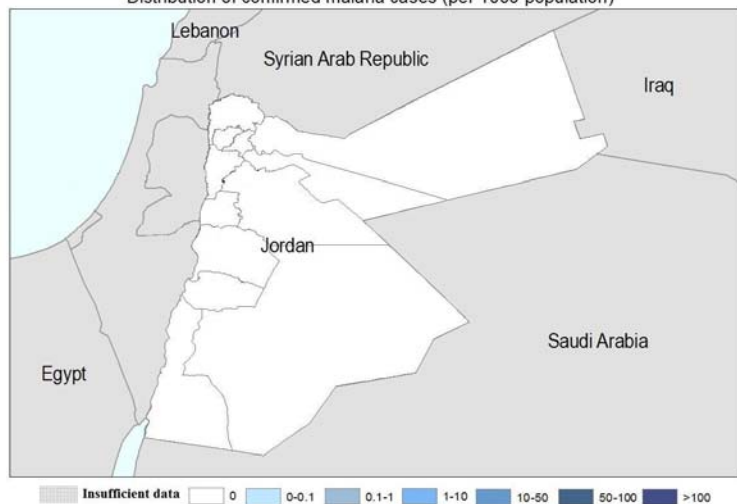 Distribution of confirmed malaria cases (per 1000 population)
Lebanon
Syrian Arab Republic
Iraq
Jordan
Saudi Arabia
Egypt
Insufficient data 0 0-0.1 0.1-1 1-10 10-50 50-100 >100